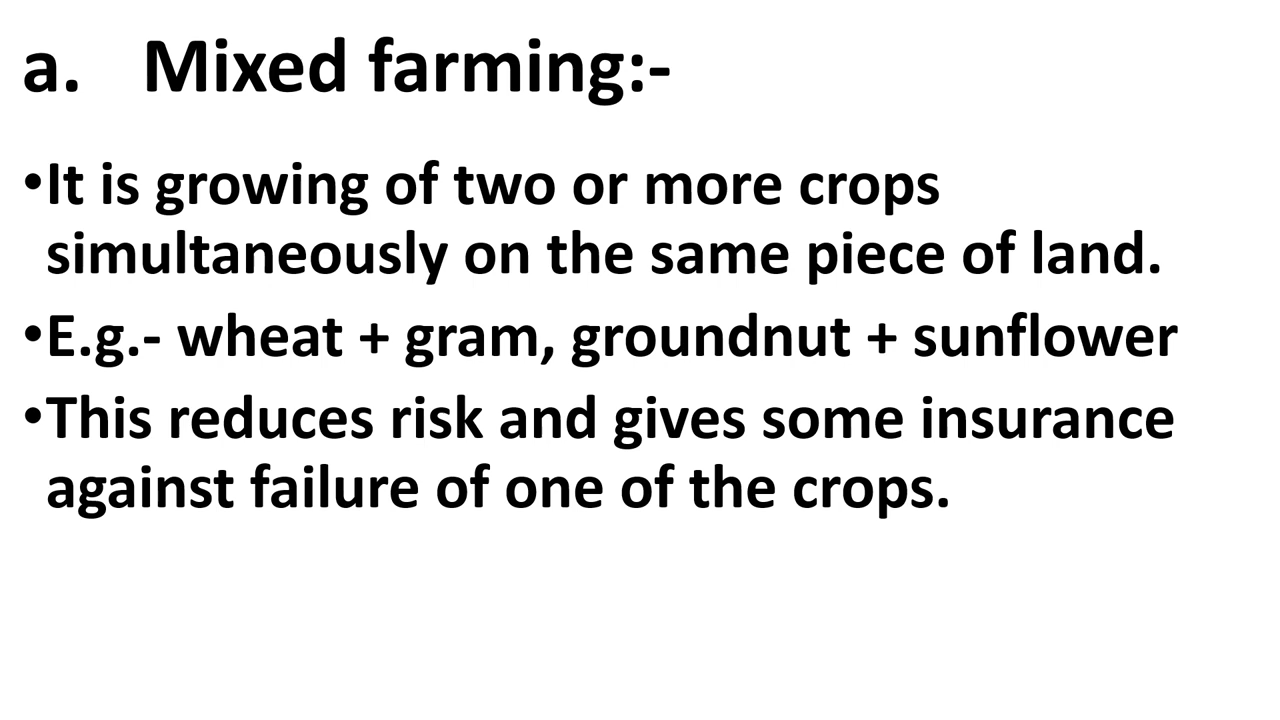 a. Mixed farming:-
•It is growing of two or more crops
simultaneously on the same piece of land.
•E.g.- wheat + gram, groundnut + sunflower
•This reduces risk and gives some insurance
against failure of one of the crops.